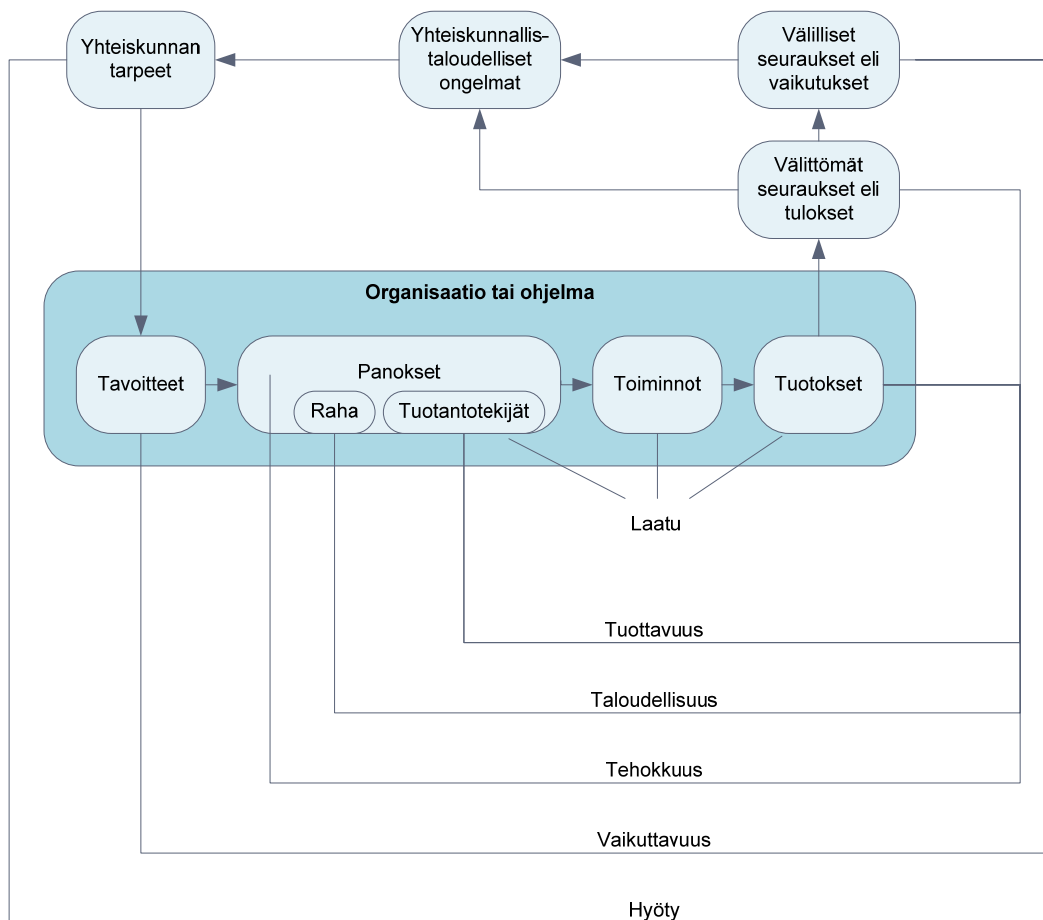 Yhteiskunnan
tarpeet
Yhteiskunnallis-
taloudelliset
ongelmat
Välilliset
seuraukset eli
vaikutukset
Välittömät
seuraukset eli
tulokset
Organisaatio tai ohjelma
Tavoitteet
Panokset
Raha
Tuotantotekijät
Toiminnot
Tuotokset
Laatu
Tuottavuus
Taloudellisuus
Tehokkuus
Vaikuttavuus
Hyöty